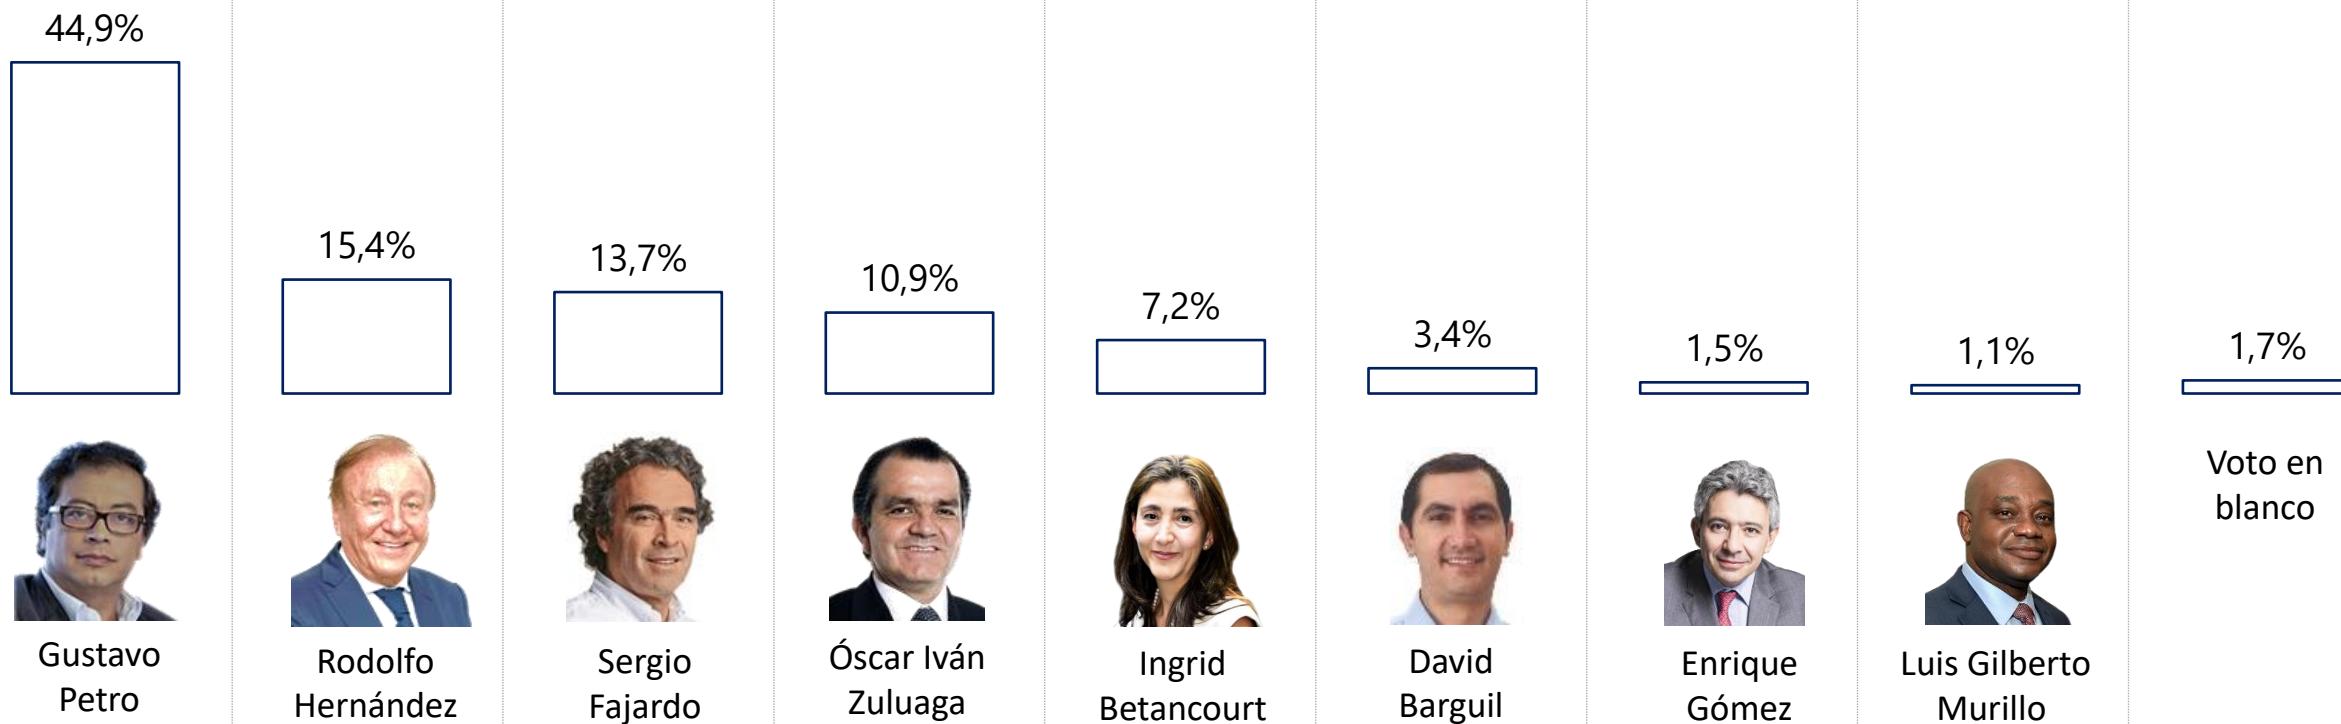 44,9%
15,4%
13,7%
10,9%
7,2%
3,4%
1,5%
1,1%
1,7%
Gustavo
Petro
Rodolfo
Hernández
Sergio
Fajardo
Óscar Iván
Zuluaga
Ingrid
Betancourt
David
Barguil
Enrique
Gómez
Luis Gilberto
Murillo
Voto en
blanco